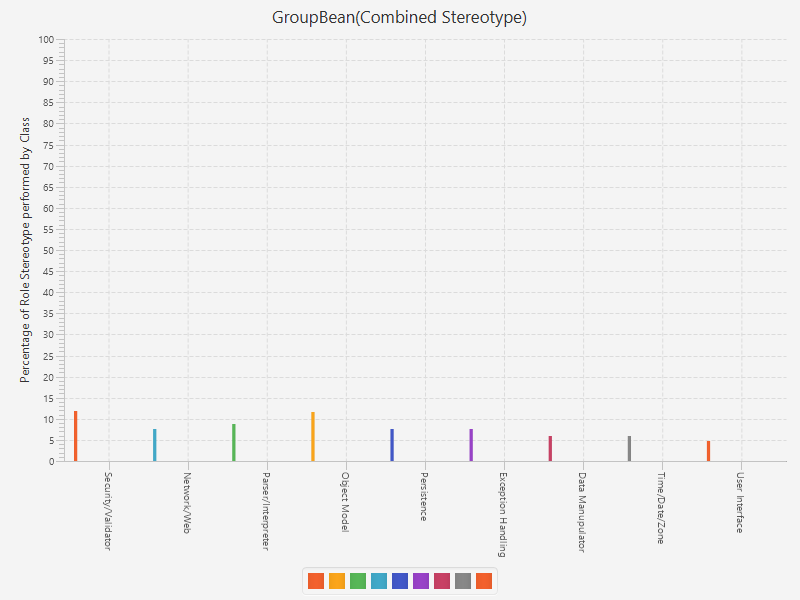 GroupBean(Combined Stereotype)
Percentage of Role Stereotype performed by Class
100
95
90
85
80
75
70
65
60
55
50
45
40
35
30
25
20
15
10
5
0
Security/Validator
Network/Web
Parser/Interpreter
Object Model
Persistence
Exception Handling
Data Manupulator
Time/Date/Zone
User Interface